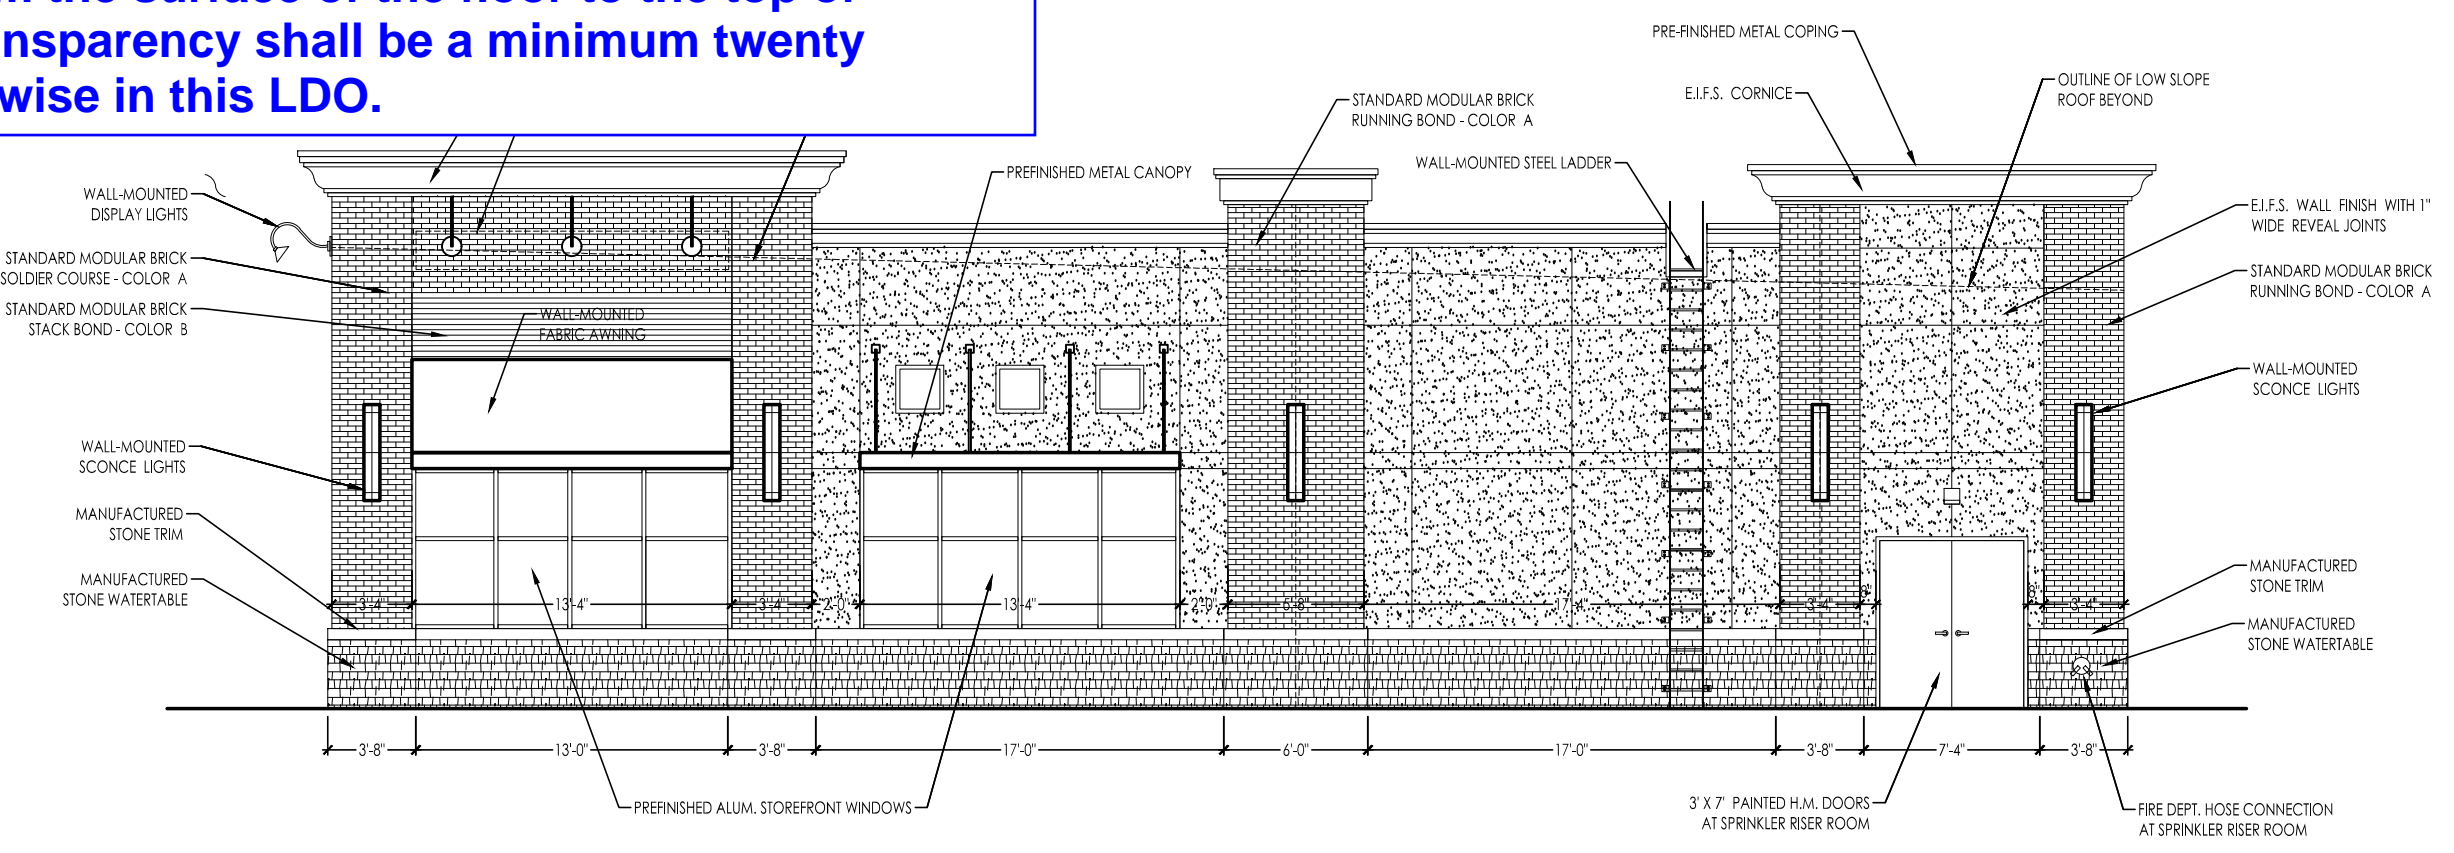 nsparency shall be a minimum twenty
wise in this LDO.
PRE-FINISHED METAL COPING
E.I.F.S. CORNICE
OUTLINE OF LOW SLOPE
ROOF BEYOND
STANDARD MODULAR BRICK
RUNNING BOND - COLOR A
WALL-MOUNTED STEEL LADDER
PREFINISHED METAL CANOPY
WALL-MOUNTED
DISPLAY LIGHTS
E.I.F.S. WALL FINISH WITH 1"
WIDE REVEAL JOINTS
STANDARD MODULAR BRICK
SOLDIER COURSE - COLOR A
STANDARD MODULAR BRICK
RUNNING BOND - COLOR A
STANDARD MODULAR BRICK
STACK BOND - COLOR B
WALL-MOUNTED
FABRIC AWNING
WALL-MOUNTED
SCONCE LIGHTS
WALL-MOUNTED
SCONCE LIGHTS
MANUFACTURED
STONE TRIM
MANUFACTURED
STONE WATERTABLE
MANUFACTURED
STONE TRIM
MANUFACTURED
STONE WATERTABLE
3'-4" 13'-4" 3'-4" 2'-0" 13'-4" 2'-0" 5'-8" 17'-4" 3'-4" 8" 8" 3'-4"
3'-8" 13'-0" 3'-8" 17'-0" 6'-0" 17'-0" 3'-8" 7'-4" 3'-8"
PREFINISHED ALUM. STOREFRONT WINDOWS
3' X 7' PAINTED H.M. DOORS
AT SPRINKLER RISER ROOM
FIRE DEPT. HOSE CONNECTION
AT SPRINKLER RISER ROOM